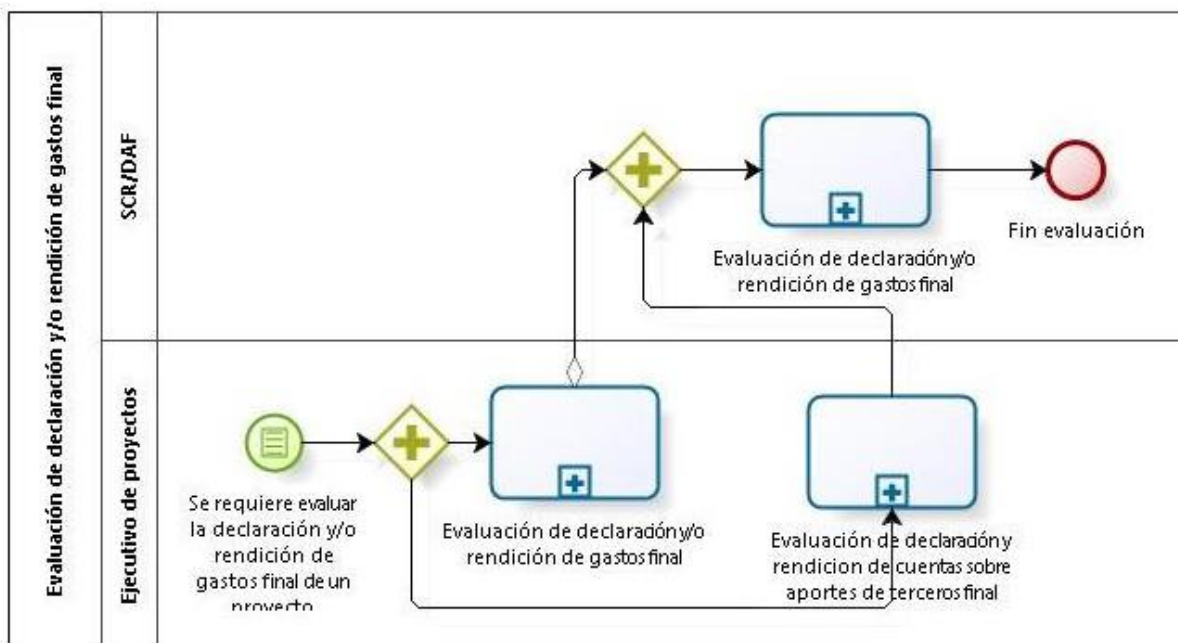 Evaluación de declaración y/o rendición de gastos final
SCR/DAF
Evaluación de declaración y/o
rendición de gastos final
Fin evaluación
Ejecutivo de proyectos
Se requiere evaluar
la declaración y/o
rendición de
gastos final de un
proyecto
Evaluación de declaración y/o
rendición de gastos final
Evaluación de declaración y
rendicion de cuentas sobre
aportes de terceros final